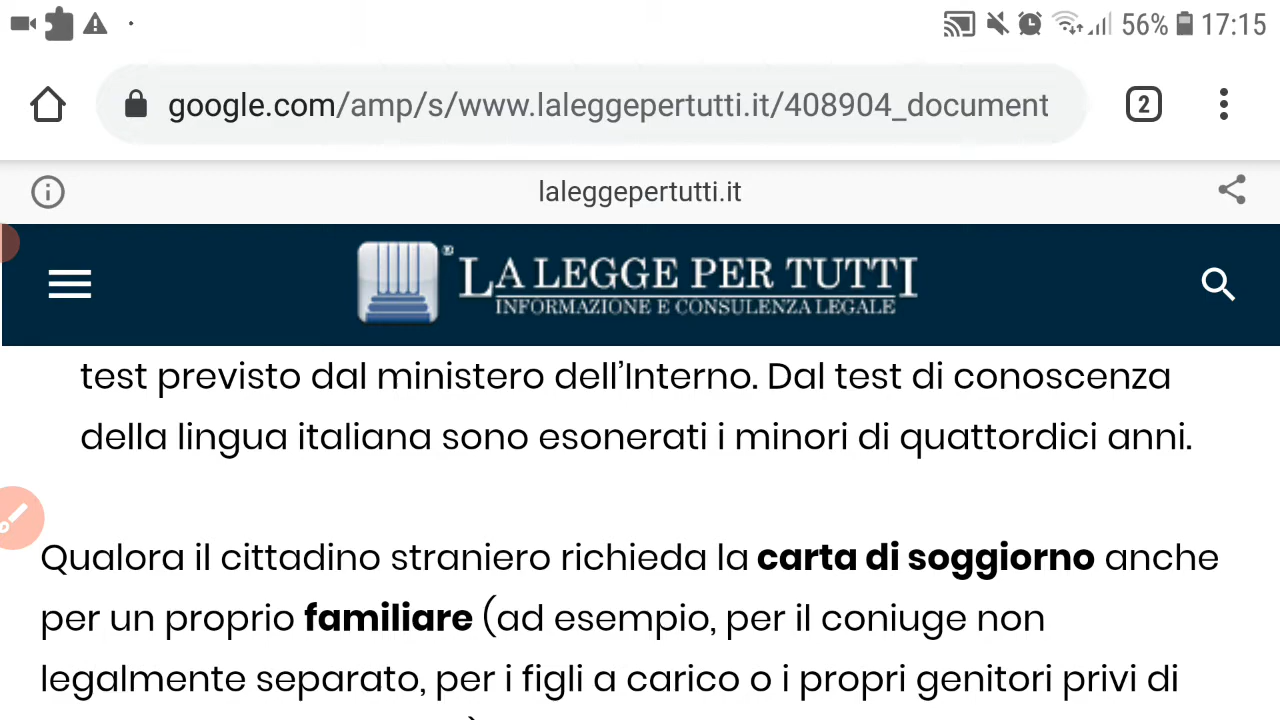 56% 17:15
google.com/amp/s/www.laleggepertutti.it/408904_document
2
laleggepertutti.it
LA LEGGE PER TUTTI
INFORMAZIONE E CONSULENZA LEGALE
test previsto dal ministero dell’Interno. Dal test di conoscenza
della lingua italiana sono esonerati i minori di quattordici anni.
Qualora il cittadino straniero richieda la carta di soggiorno anche
per un proprio familiare (ad esempio, per il coniuge non
legalmente separato, per i figli a carico o i propri genitori privi di